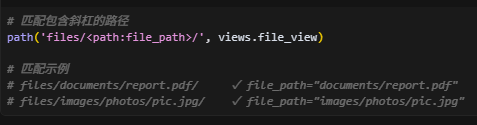 # 匹配包含斜杠的路径
path('files/<path:file_path>/', views.file_view)
# 匹配示例
# files/documents/report.pdf/     ✓ file_path="documents/report.pdf"
# files/images/photos/pic.jpg/    ✓ file_path="images/photos/pic.jpg"